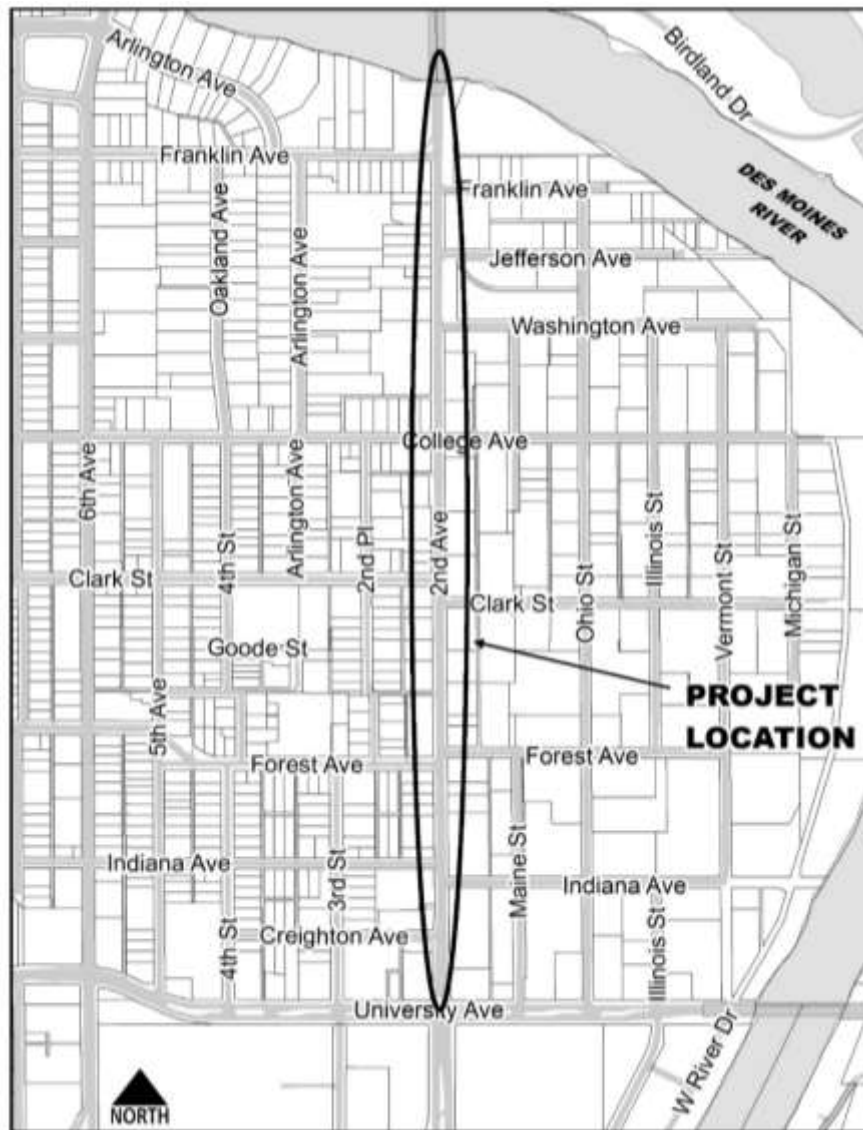 Arlington Ave
Birdland Dr
Franklin Ave
Franklin Ave
DES MOINES
RIVER
Oakland Ave
Arlington Ave
Jefferson Ave
Washington Ave
College Ave
6th Ave
4th St
Arlington Ave
2nd Pl
2nd Ave
Ohio St
Illinois St
Vermont St
Michigan St
Clark St
Clark St
Goode St
PROJECT
LOCATION
5th Ave
Forest Ave
Forest Ave
Indiana Ave
3rd St
Maine St
Indiana Ave
4th St
Creighton Ave
Illinois St
University Ave
W River Dr
NORTH